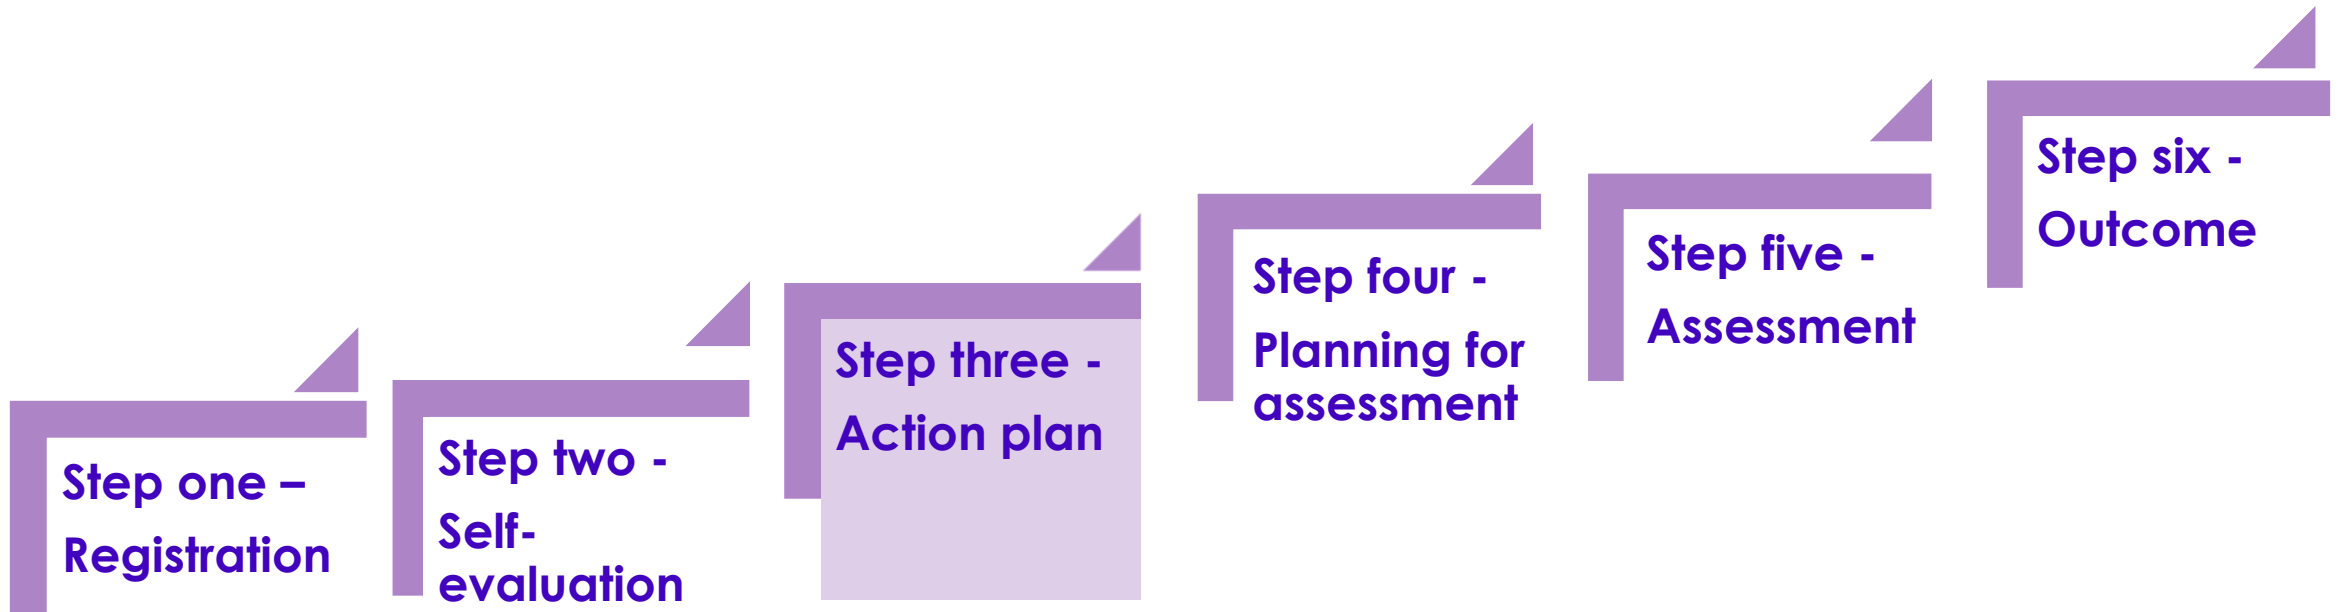 Step one –
Registration
Step two -
Self-
evaluation
Step three -
Action plan
Step four -
Planning for
assessment
Step five -
Assessment
Step six -
Outcome